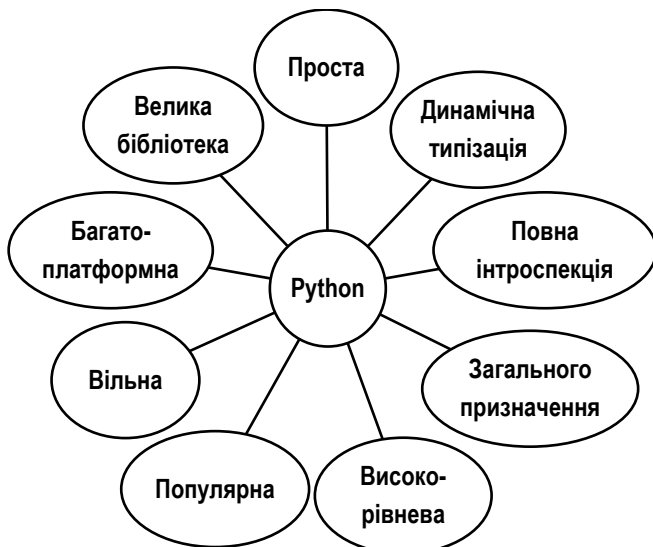 Проста
Динамічна
типізація
Повна
інтроспекція
Загального
призначення
Високо-
рівнева
Популярна
Вільна
Багато-
платформна
Велика
бібліотека
Python